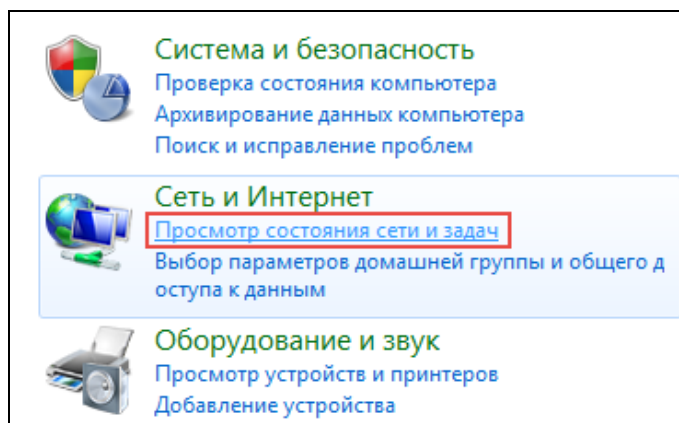 Система и безопасность
Проверка состояния компьютера
Архивирование данных компьютера
Поиск и исправление проблем
Сеть и Интернет
Просмотр состояния сети и задач
Выбор параметров домашней группы и общего д
оступа к данным
Оборудование и звук
Просмотр устройств и принтеров
Добавление устройства